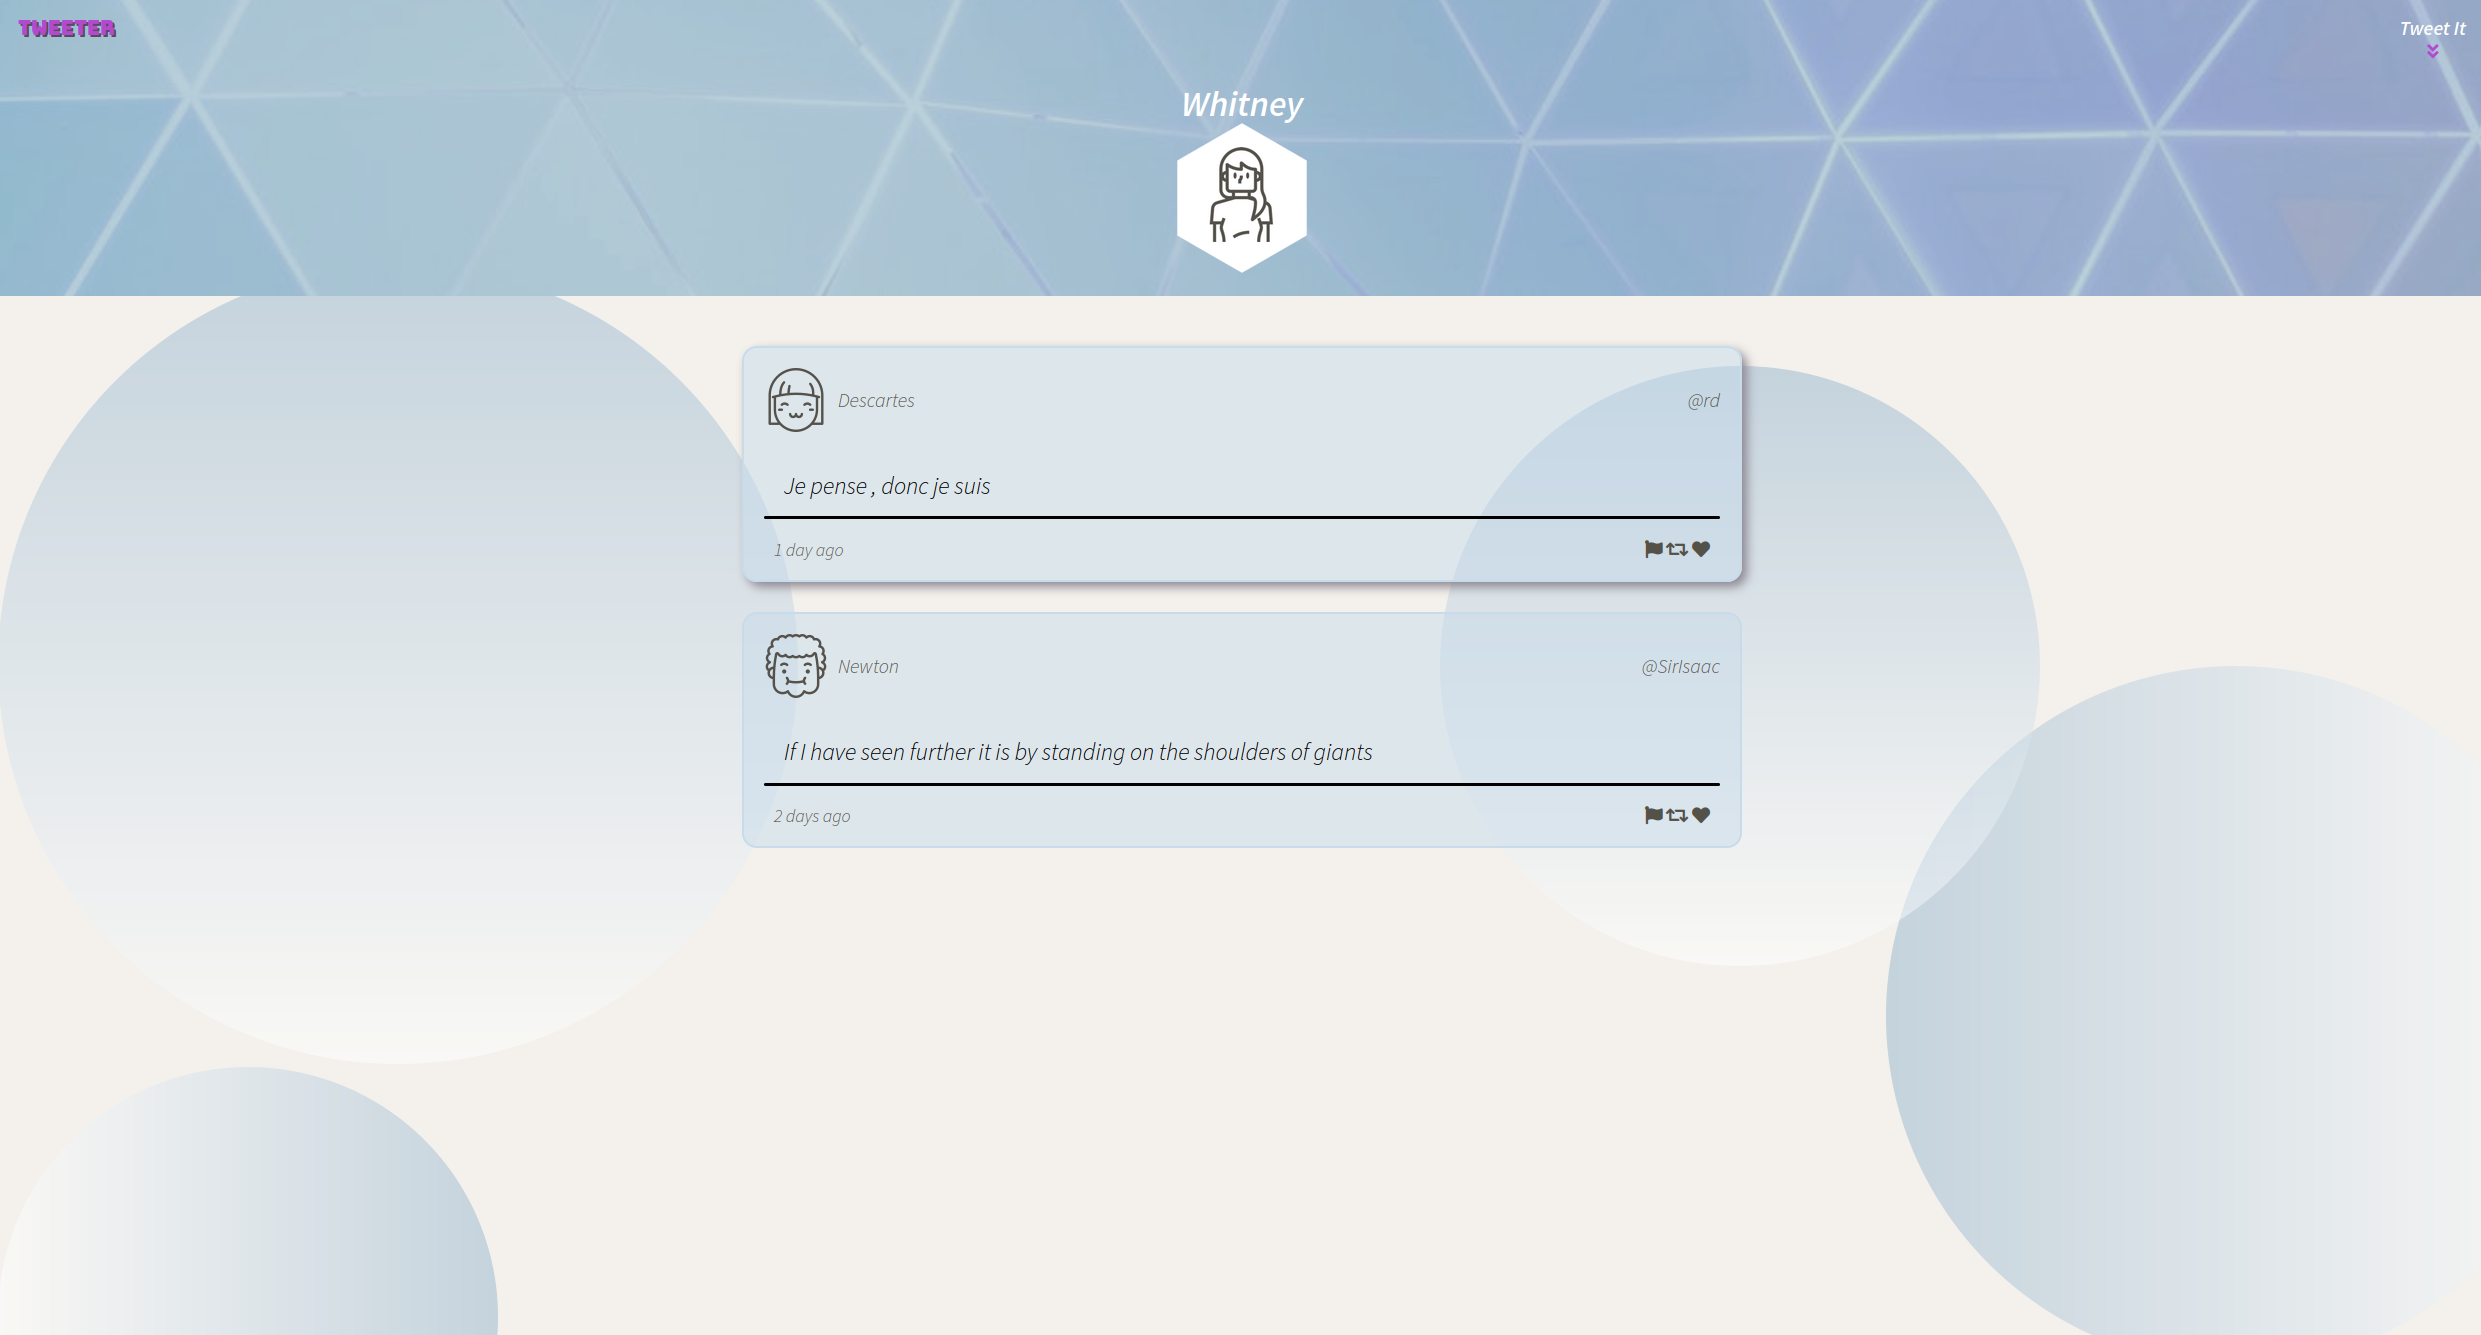 TWEETER
Tweet It
Whitney
Descartes
@rd
Je pense , donc je suis
1 day ago
Newton
@SirIsaac
If I have seen further it is by standing on the shoulders of giants
2 days ago